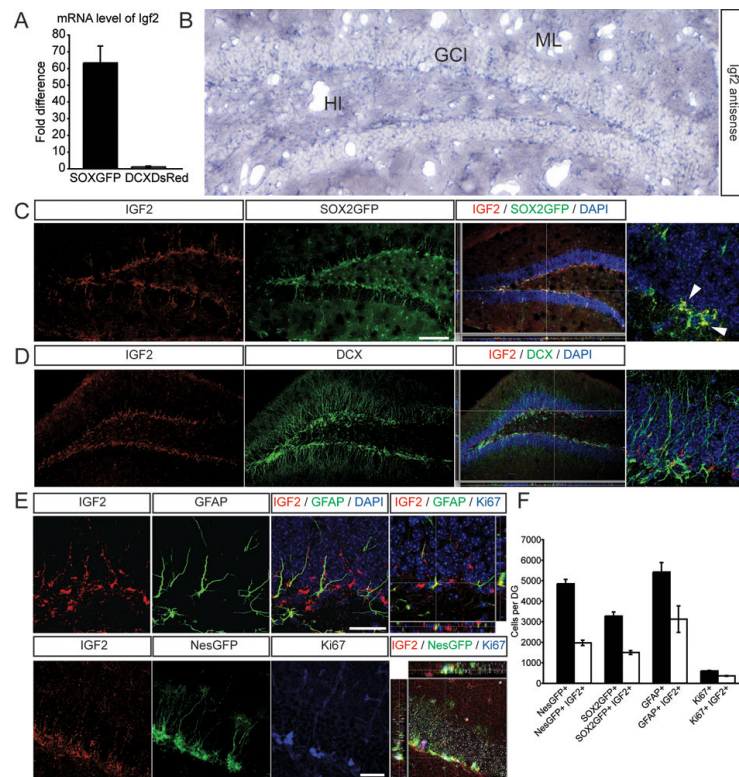 A
mRNA level of Igf2
Fold difference
80
70
60
50
40
30
20
10
0
SOXGFP DCXDsRed
B
GCl
ML
Hl
Igf2 antisense
C
IGF2
SOX2GFP
IGF2 / SOX2GFP / DAPI
D
IGF2
DCX
IGF2 / DCX / DAPI
E
IGF2
GFAP
IGF2 / GFAP / DAPI
IGF2 / GFAP / Ki67
IGF2
NesGFP
Ki67
IGF2 / NesGFP / Ki67
F
Cells per DG
7000
6000
5000
4000
3000
2000
1000
0
NesGFP+
NesGFP+ IGF2+
SOX2GFP+
SOX2GFP+ IGF2+
GFAP+
GFAP+ IGF2+
Ki67+
Ki67+ IGF2+